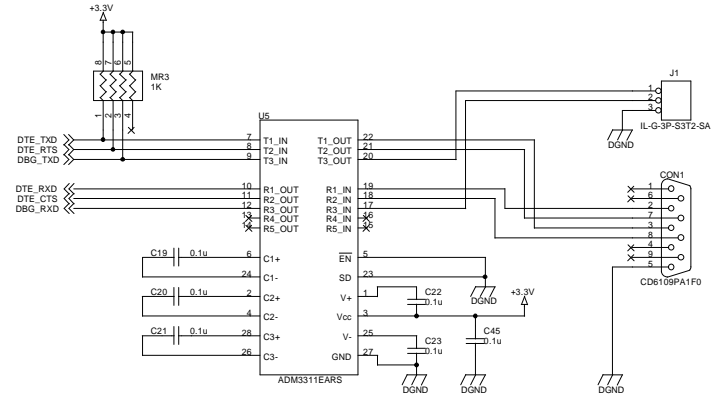 +3.3V
8 7 6 5
MR3
1K
1 2 3 4
J1
1
2
3
IL-G-3P-S3T2-SA
DGND
U5
DTE_TXD 7 T1_IN T1_OUT 22
DTE_RTS 8 T2_IN T2_OUT 21
DBG_TXD 9 T3_IN T3_OUT 20
DTE_RXD 10 R1_OUT R1_IN 19
DTE_CTS 11 R2_OUT R2_IN 18
DBG_RXD 12 R3_OUT R3_IN 17
13 R4_OUT R4_IN 16
14 R5_OUT R5_IN 15
CON1
1
6
2
7
3
8
4
9
5
CD6109PA1F0
C19 0.1u 6 C1+ EN 5
24 C1- SD 23
DGND
C20 0.1u 2 C2+ V+ 1 C22 0.1u +3.3V
4 C2- Vcc 3
C21 0.1u 28 C3+ V- 25 C23 0.1u C45 0.1u
26 C3- GND 27
ADM3311EARS
DGND DGND DGND